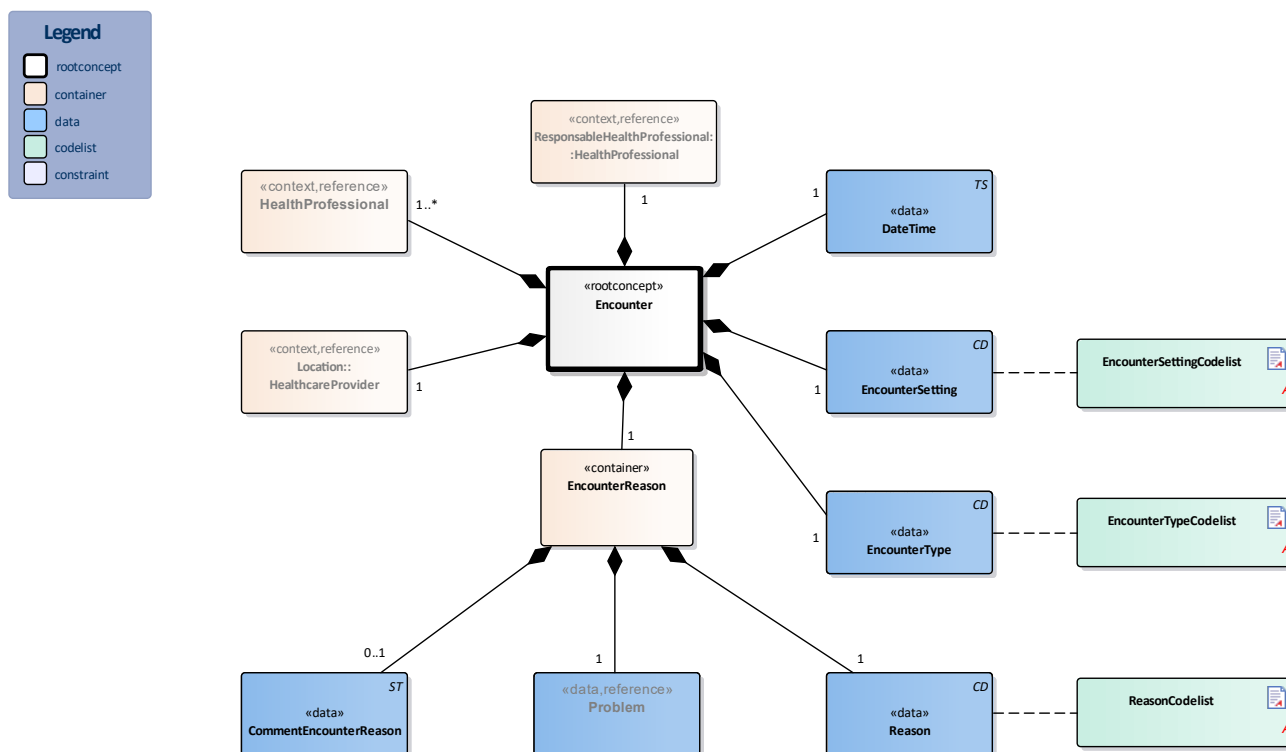 Legend
rootconcept
container
data
codelist
constraint
«context,reference»
ResponsableHealthProfessional:
:HealthProfessional
1
«context,reference»
HealthProfessional
1..*
TS
«data»
DateTime
1
«rootconcept»
Encounter
«context,reference»
Location::
HealthcareProvider
1
CD
«data»
EncounterSetting
1
EncounterSettingCodelist
1
«container»
EncounterReason
CD
«data»
EncounterType
1
EncounterTypeCodelist
0..1
1
1
ST
«data»
CommentEncounterReason
«data,reference»
Problem
CD
«data»
Reason
ReasonCodelist